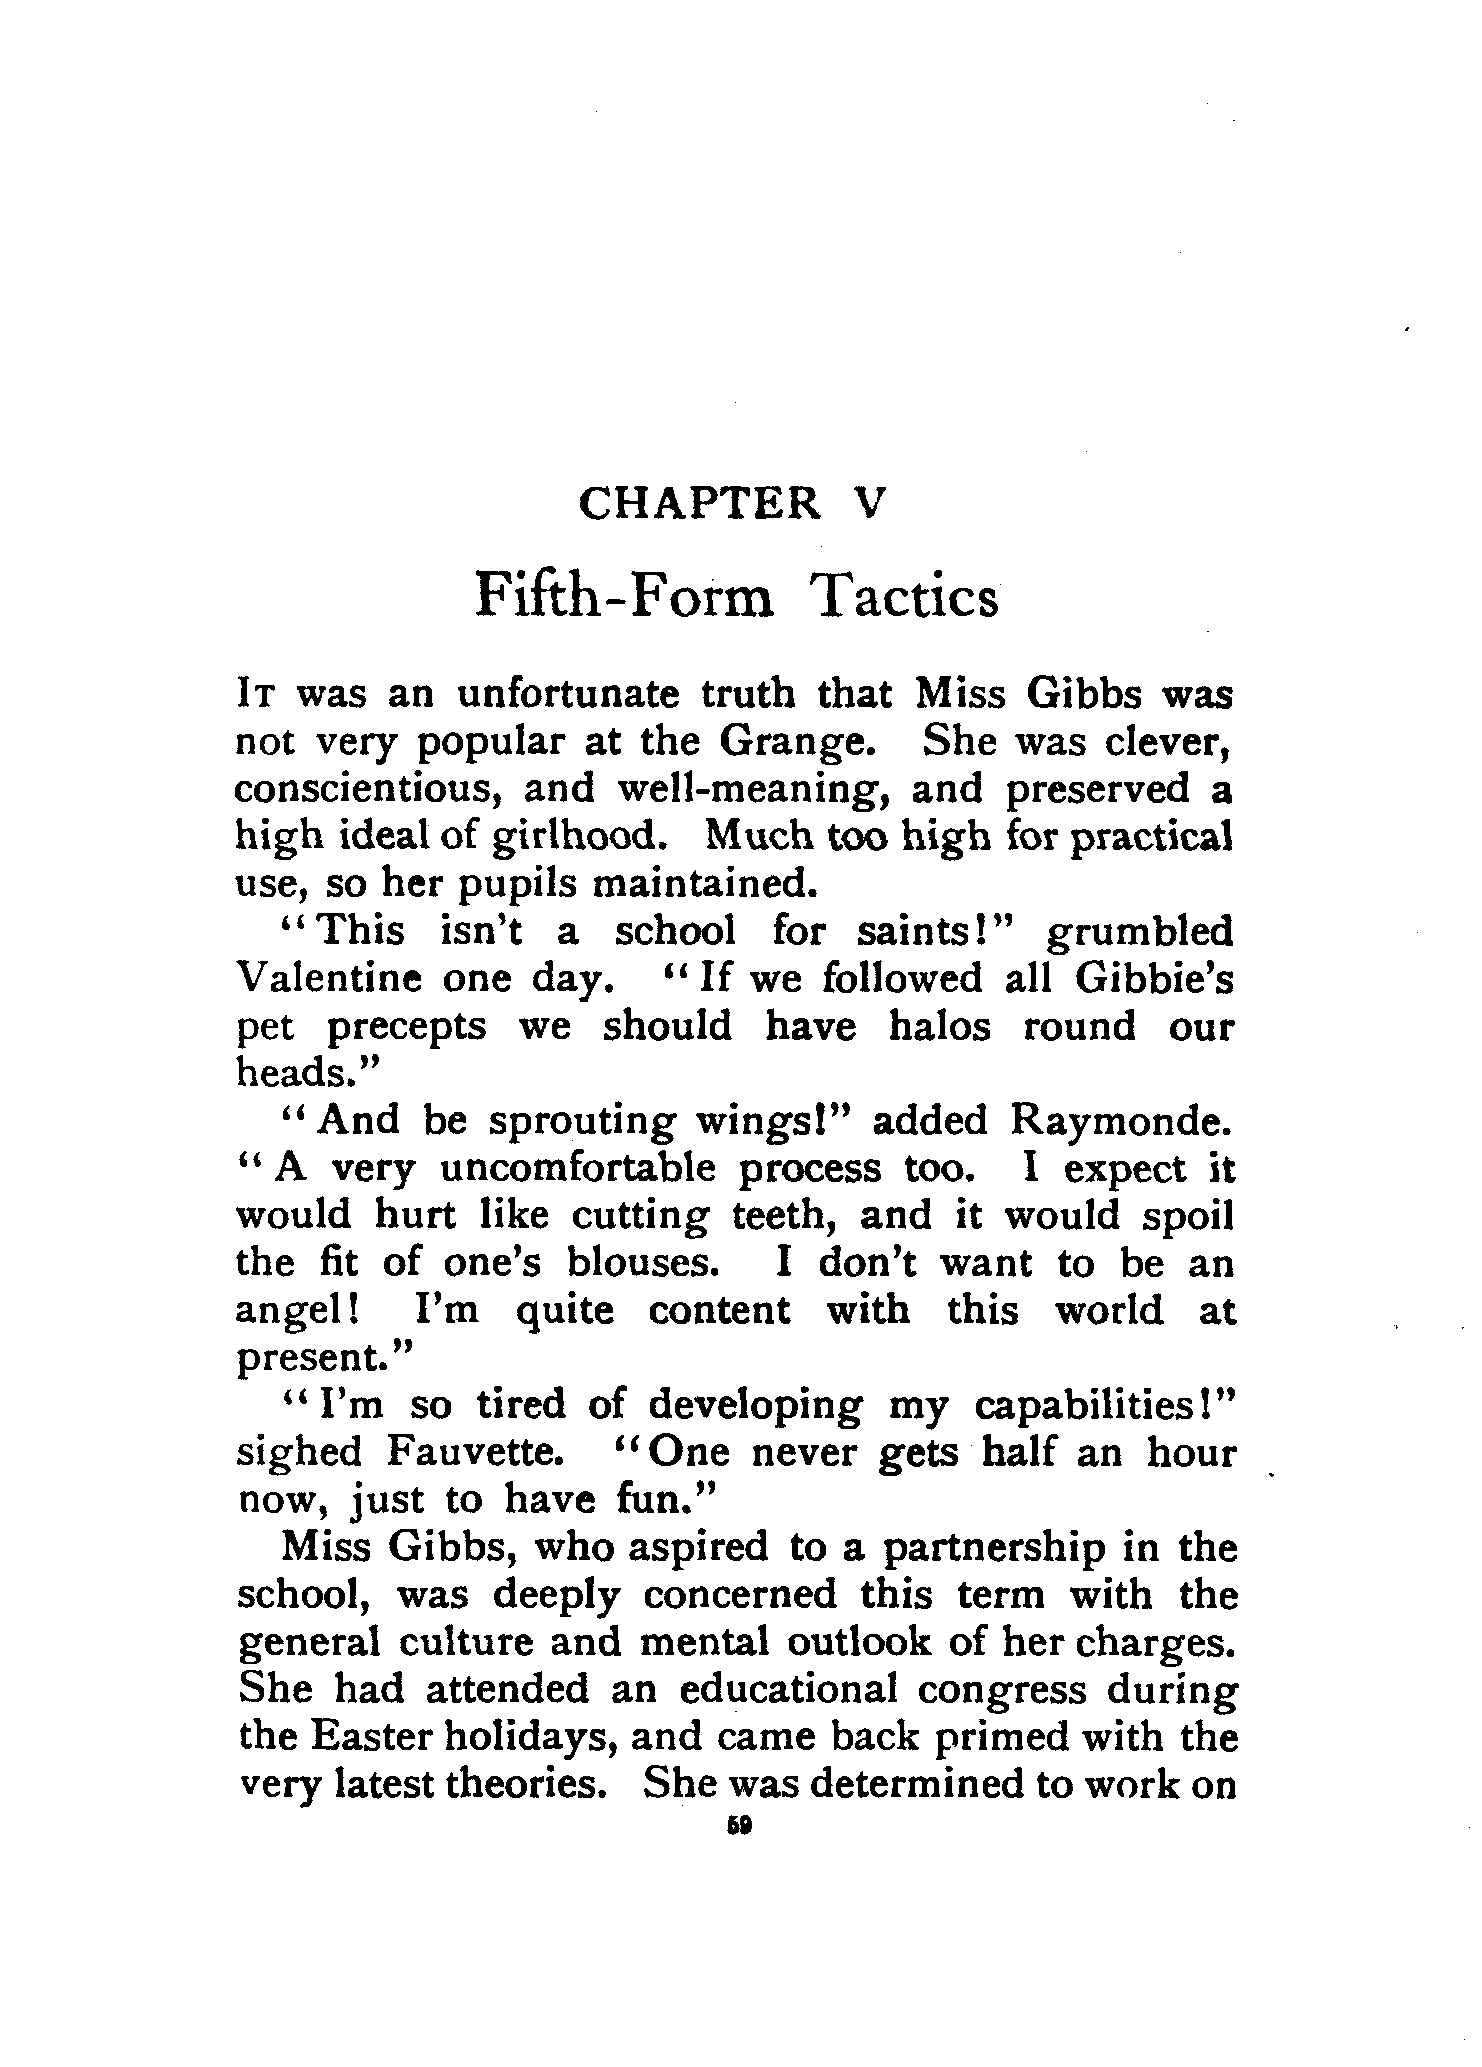 CHAPTER V
Fifth-Form Tactics
IT was an unfortunate truth that Miss Gibbs was
not very popular at the Grange. She was clever,
conscientious, and well-meaning, and preserved a
high ideal of girlhood. Much too high for practical
use, so her pupils maintained.
“This isn't a school for saints!” grumbled
Valentine one day. “If we followed all Gibbie's
pet precepts we should have halos round our
heads.”
“And be sprouting wings!” added Raymonde.
“A very uncomfortable process too. I expect it
would hurt like cutting teeth, and it would spoil
the fit of one's blouses. I don't want to be an
angel! I'm quite content with this world at
present.”
“I'm so tired of developing my capabilities!”
sighed Fauvette. “One never gets half an hour
now, just to have fun.”
Miss Gibbs, who aspired to a partnership in the
school, was deeply concerned this term with the
general culture and mental outlook of her charges.
She had attended an educational congress during
the Easter holidays, and came back primed with the
very latest theories. She was determined to work on
59